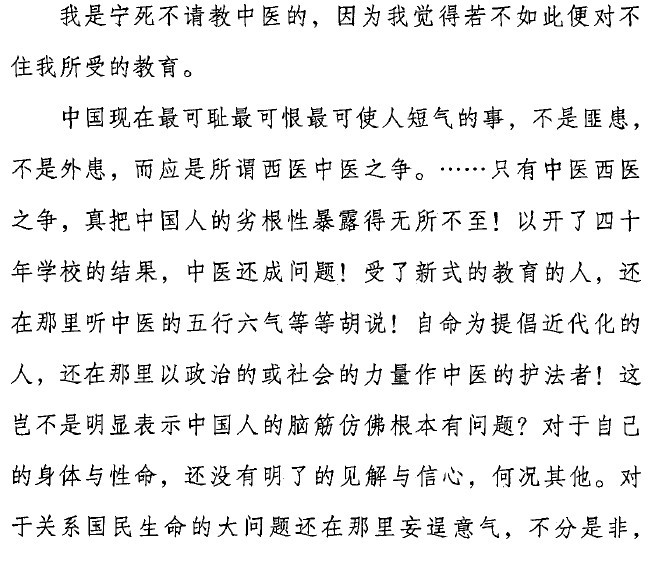 我是宁死不请教中医的，因为我觉得若不如此便对不
住我所受的教育。
中国现在最可耻最可恨最可使人短气的事，不是匪患，
不是外患，而应是所谓西医中医之争。……只有中医西医
之争，真把中国人的劣根性暴露得无所不至！以开了四十
年学校的结果，中医还成问题！受了新式的教育的人，还
在那里听中医的五行六气等等胡说！自命为提倡近代化的
人，还在那里以政治的或社会的力量作中医的护法者！这
岂不是明显表示中国人的脑筋仿佛根本有问题？对于自己
的身体与性命，还没有明了的见解与信心，何况其他。对
于关系国民生命的大问题还在那里妄逞意气，不分是非，